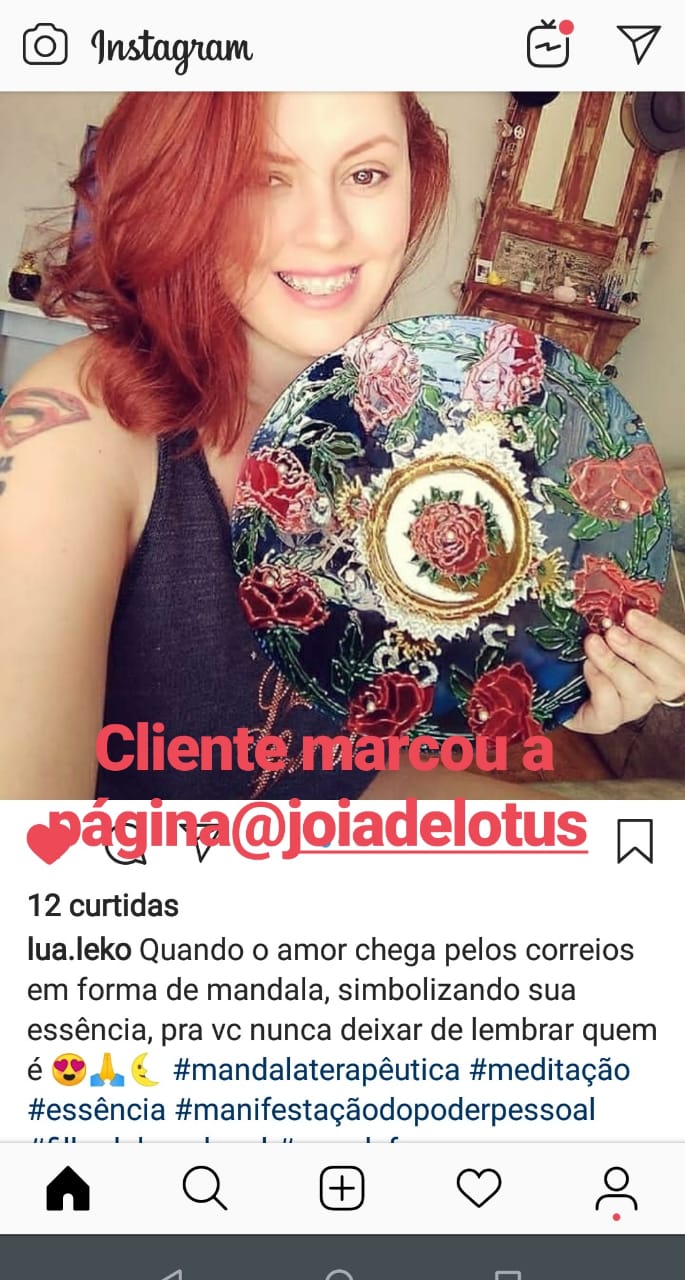 Instagram
Cliente marcou a
página@joiadelotus
12 curtidas
lua.leko Quando o amor chega pelos correios
em forma de mandala, simbolizando sua
essência, pra vc nunca deixar de lembrar quem
é 😍🙏🌜 #mandalaterapêutica #meditação
#essência #manifestaçãodopoderpessoal